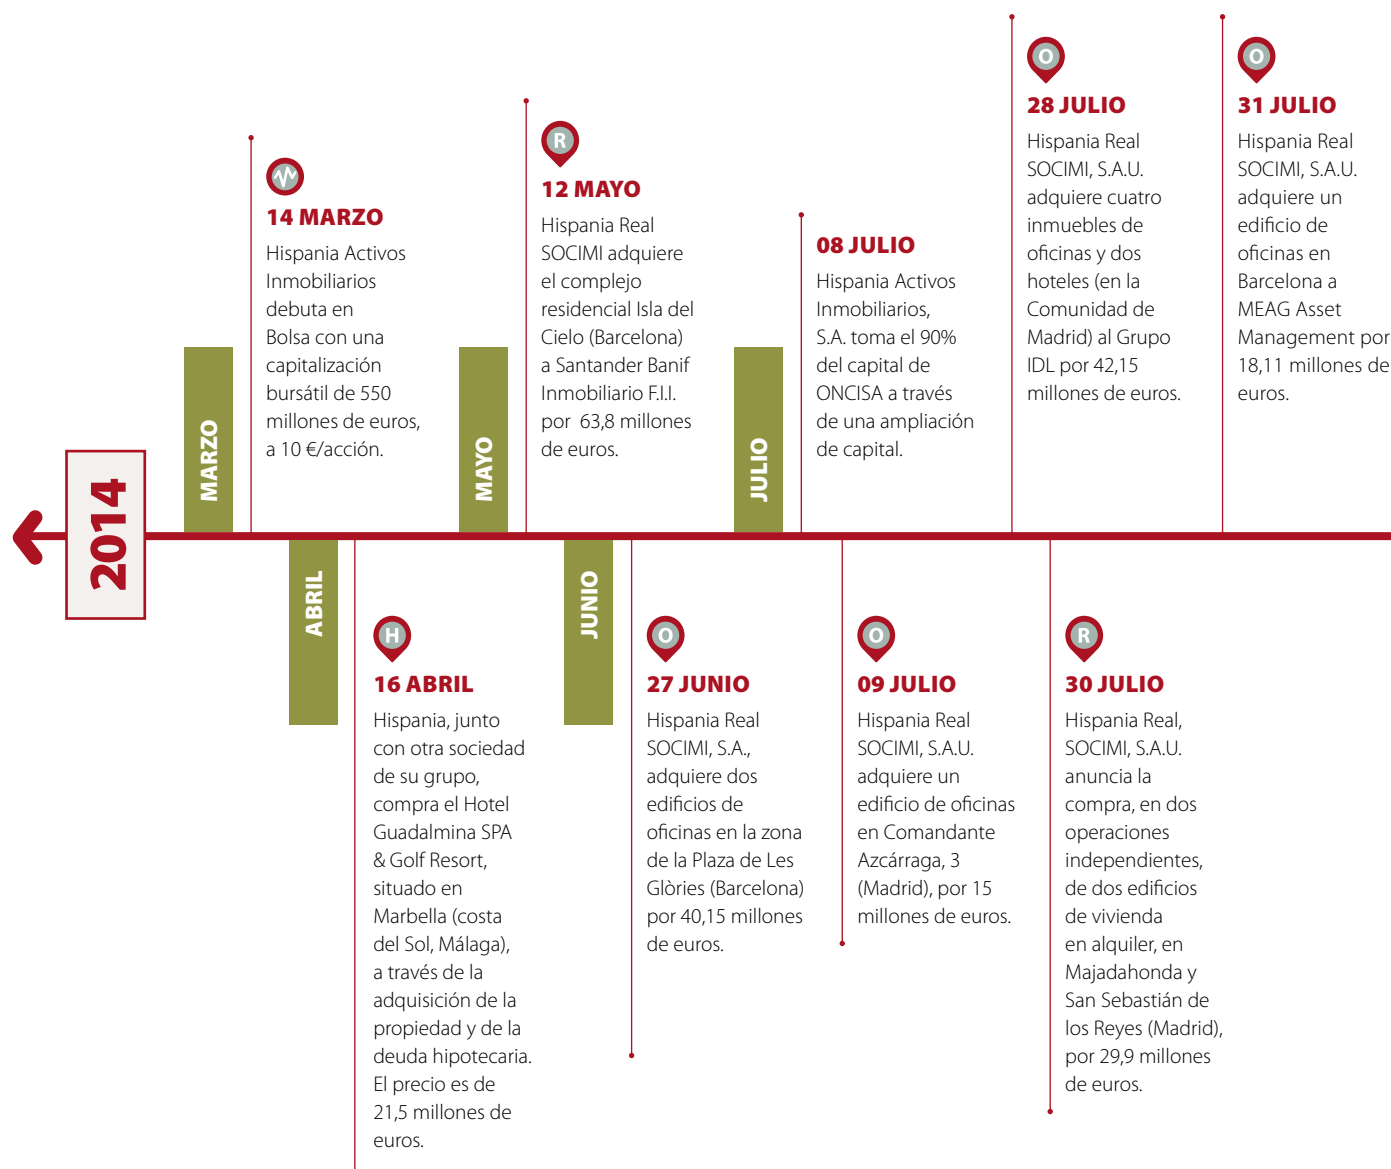 2014
MARZO
14 MARZO
Hispania Activos
Inmobiliarios
debuta en
Bolsa con una
capitalización
bursátil de 550
millones de euros,
a 10 €/acción.
ABRIL
H
16 ABRIL
Hispania, junto
con otra sociedad
de su grupo,
compra el Hotel
Guadalmina SPA
& Golf Resort,
situado en
Marbella (costa
del Sol, Málaga),
a través de la
adquisición de la
propiedad y de la
deuda hipotecaria.
El precio es de
21,5 millones de
euros.
MAYO
R
12 MAYO
Hispania Real
SOCIMI adquiere
el complejo
residencial Isla del
Cielo (Barcelona)
a Santander Banif
Inmobiliario F.I.I.
por 63,8 millones
de euros.
JUNIO
O
27 JUNIO
Hispania Real
SOCIMI, S.A.,
adquiere dos
edificios de
oficinas en la zona
de la Plaza de Les
Glòries (Barcelona)
por 40,15 millones
de euros.
JULIO
08 JULIO
Hispania Activos
Inmobiliarios,
S.A. toma el 90%
del capital de
ONCISA a través
de una ampliación
de capital.
O
09 JULIO
Hispania Real
SOCIMI, S.A.U.
adquiere un
edificio de oficinas
en Comandante
Azcárraga, 3
(Madrid), por 15
millones de euros.
O
28 JULIO
Hispania Real
SOCIMI, S.A.U.
adquiere cuatro
inmuebles de
oficinas y dos
hoteles (en la
Comunidad de
Madrid) al Grupo
IDL por 42,15
millones de euros.
R
30 JULIO
Hispania Real,
SOCIMI, S.A.U.
anuncia la
compra, en dos
operaciones
independientes,
de dos edificios
de vivienda
en alquiler, en
Majadahonda y
San Sebastián de
los Reyes (Madrid),
por 29,9 millones
de euros.
O
31 JULIO
Hispania Real
SOCIMI, S.A.U.
adquiere un
edificio de
oficinas en
Barcelona a
MEAG Asset
Management por
18,11 millones de
euros.